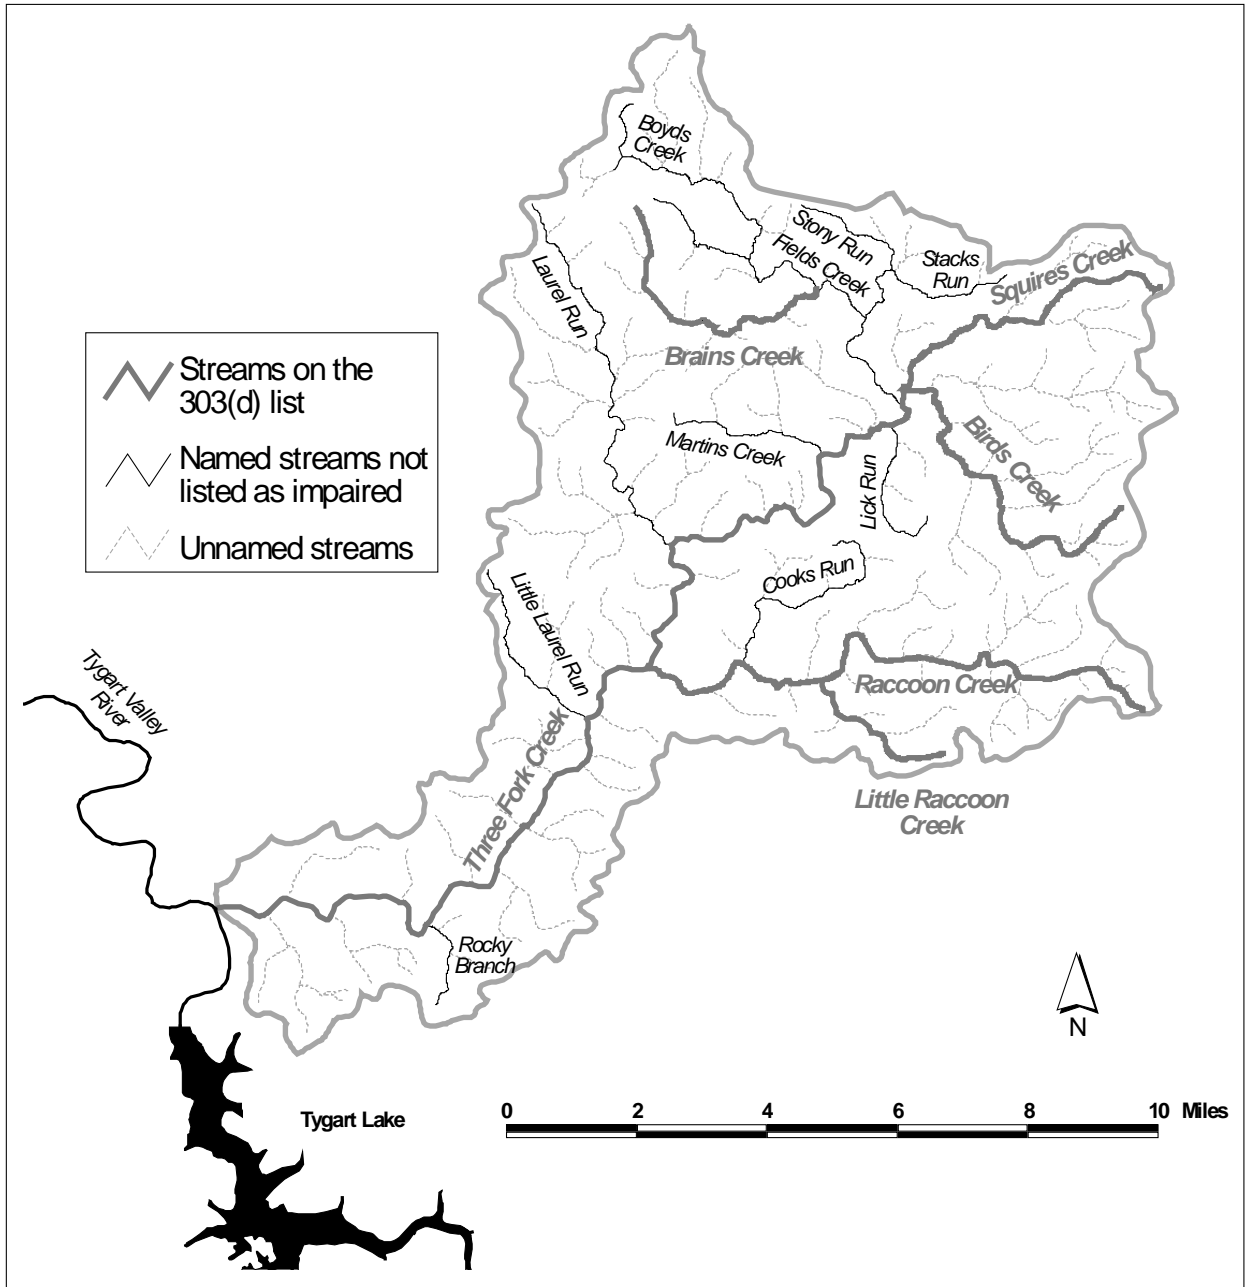 Boyds
Creek
Stony Run
Fields Creek
Stacks
Run
Squires Creek
Laurel Run
Brains Creek
Streams on the
303(d) list
Named streams not
listed as impaired
Unnamed streams
Martins Creek
Lick Run
Birds Creek
Cooks Run
Little Laurel Run
Tygart Valley
River
Raccoon Creek
Three Fork Creek
Little Raccoon
Creek
Rocky
Branch
N
Tygart Lake
0 2 4 6 8 10 Miles